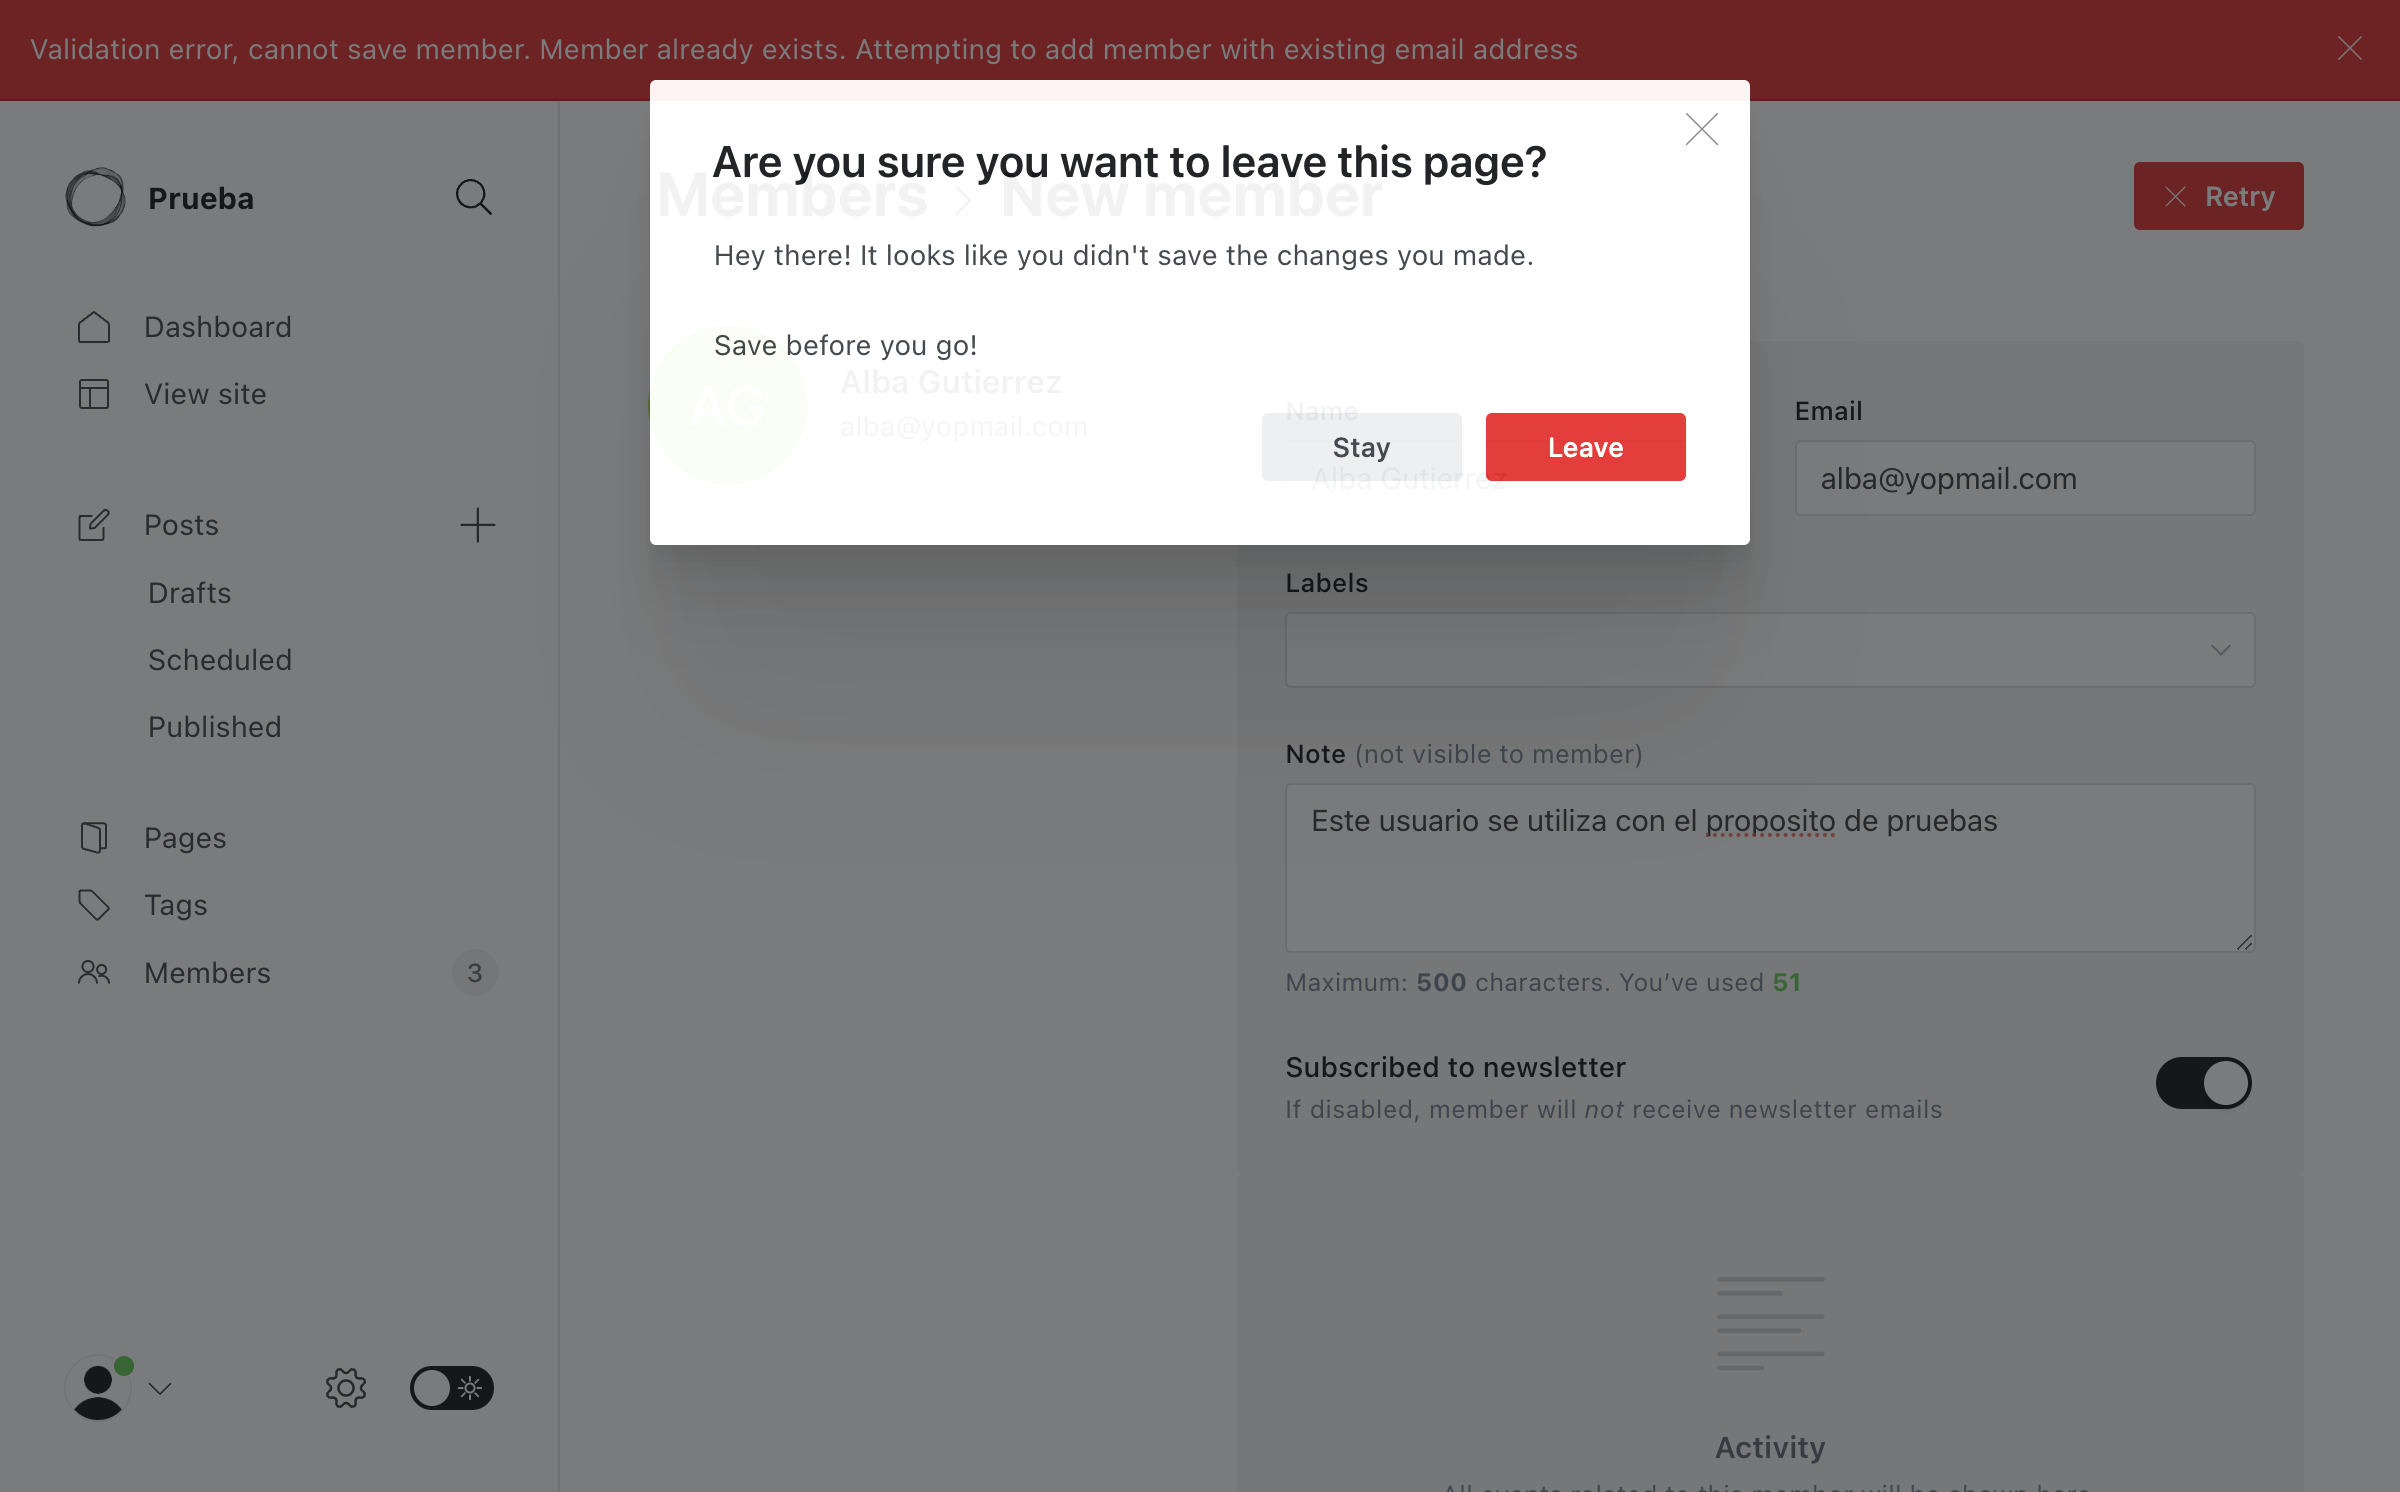 Validation error, cannot save member. Member already exists. Attempting to add member with existing email address
Prueba
Dashboard
View site
Posts
Drafts
Scheduled
Published
Pages
Tags
Members
3
Members
New member
Retry
Are you sure you want to leave this page?
Hey there! It looks like you didn't save the changes you made.
Save before you go!
Stay
Leave
AG
Alba Gutierrez
alba@yopmail.com
Name
Alba Gutierrez
Email
alba@yopmail.com
Labels
Note (not visible to member)
Este usuario se utiliza con el proposito de pruebas
Maximum: 500 characters. You’ve used 51
Subscribed to newsletter
If disabled, member will not receive newsletter emails
Activity
All events related to this member will be shown here